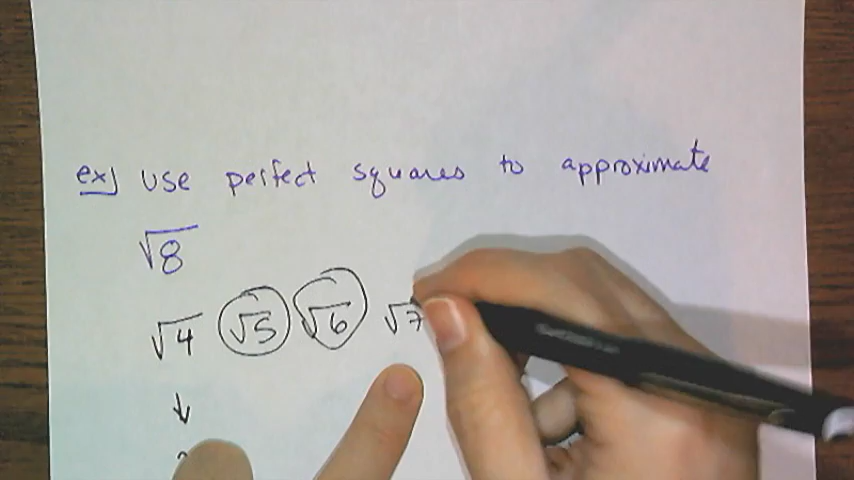 ex) use perfect squares to approximate
√8
√4 √5 √6 √7
↓